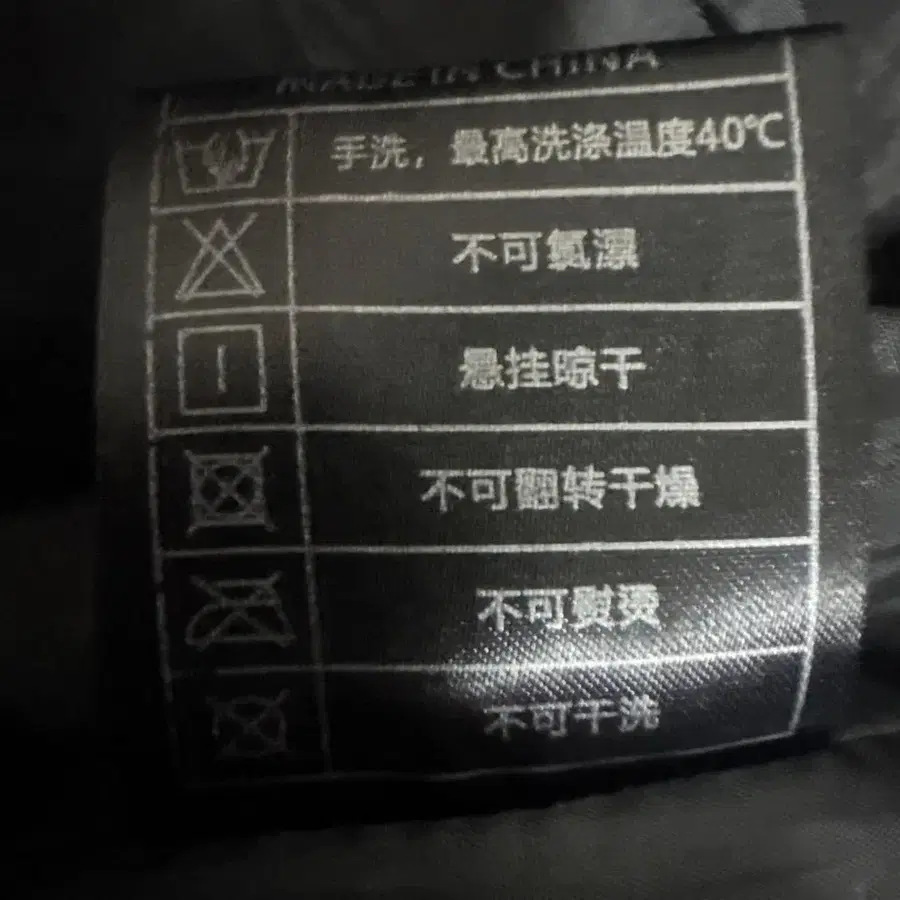 MADE IN CHINA
手洗，最高洗涤温度40℃
不可氯漂
悬挂晾干
不可翻转干燥
不可熨烫
不可干洗